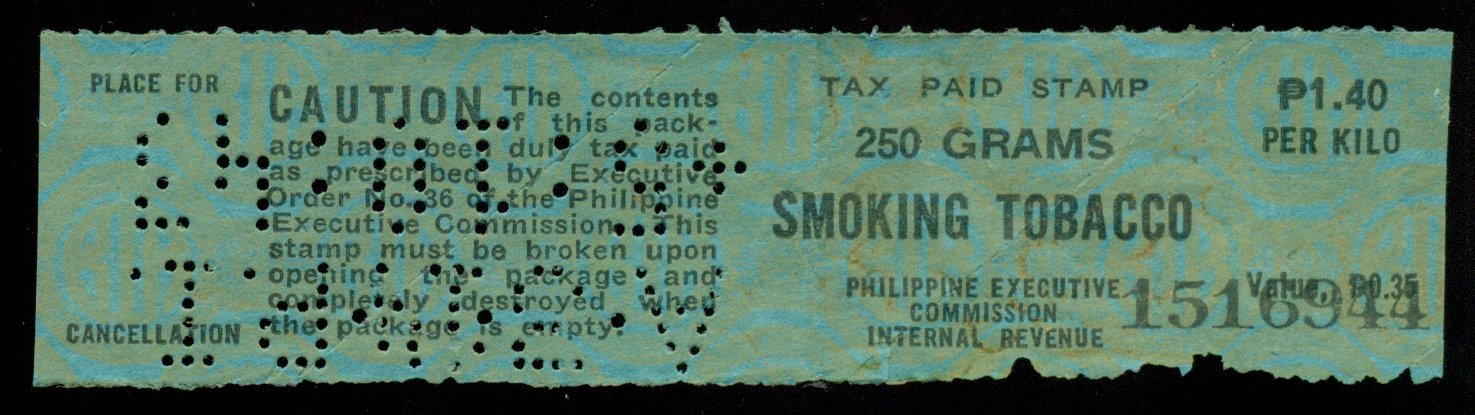 PLACE FOR
CANCELLATION
CAUTION The contents
of this pack-
age have been duly tax paid
as prescribed by Executive
Order No. 36 of the Philippine
Executive Commission. This
stamp must be broken upon
opening the package and
completely destroyed when
the package is empty.
TAX PAID STAMP
250 GRAMS
SMOKING TOBACCO
PHILIPPINE EXECUTIVE
COMMISSION
INTERNAL REVENUE
₱1.40
PER KILO
Value, ₱0.35
1516944